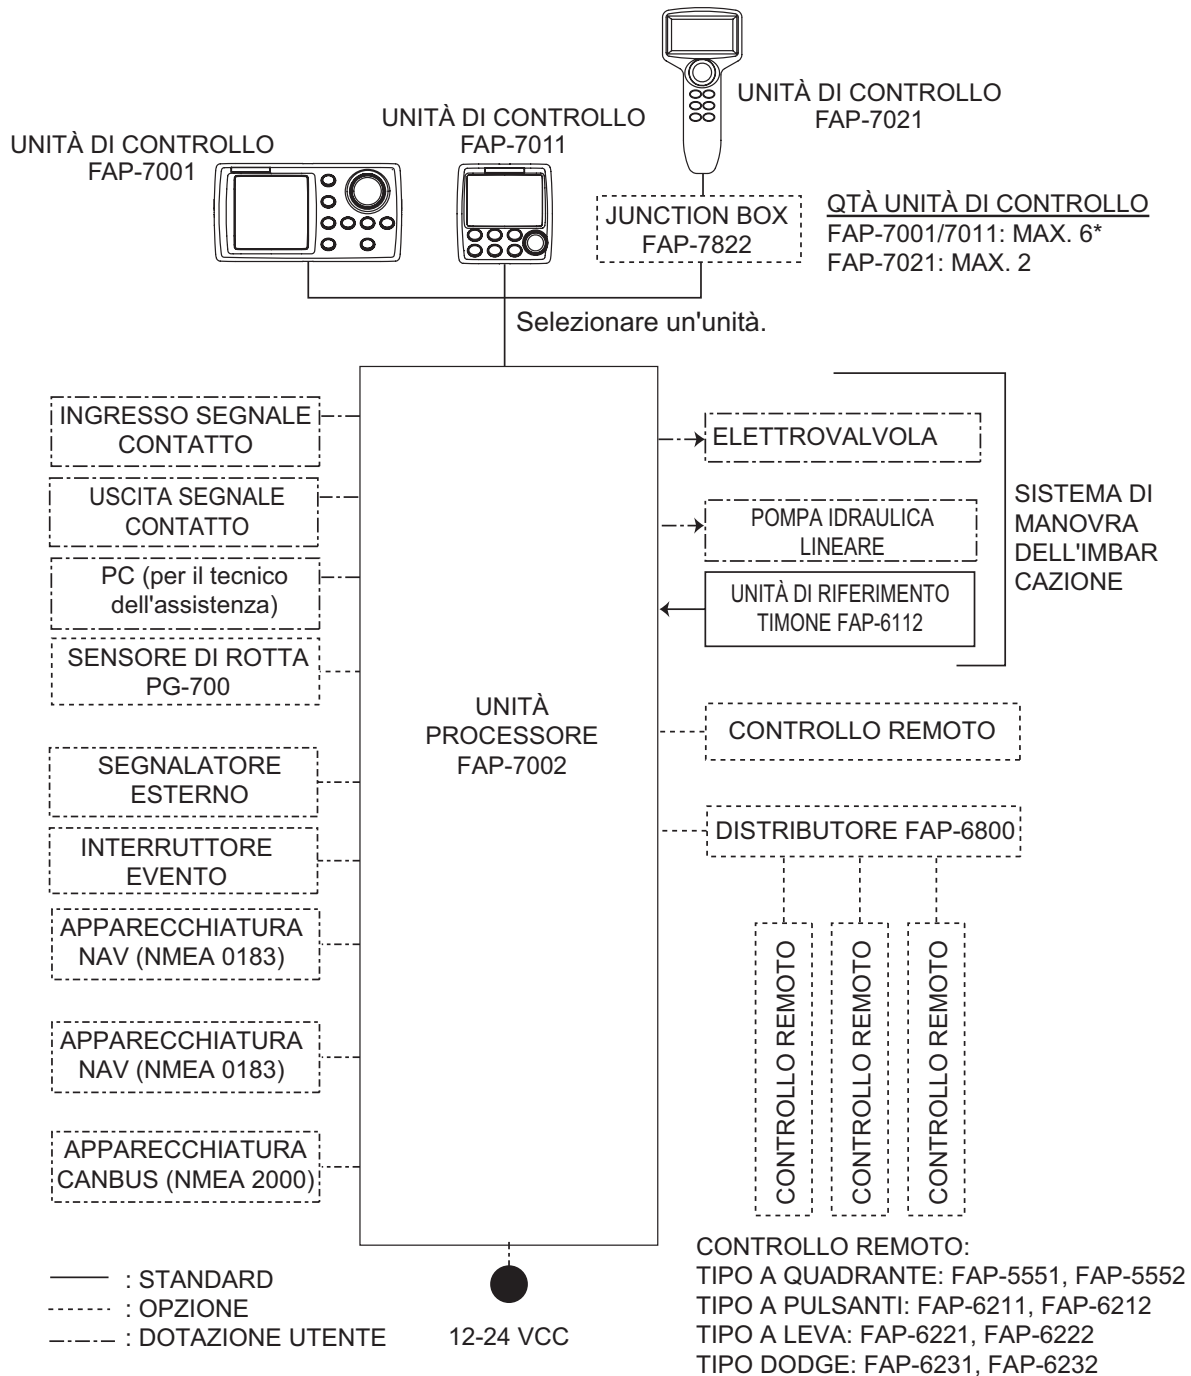 UNITÀ DI CONTROLLO
FAP-7001
UNITÀ DI CONTROLLO
FAP-7011
UNITÀ DI CONTROLLO
FAP-7021
JUNCTION BOX
FAP-7822
QTÀ UNITÀ DI CONTROLLO
FAP-7001/7011: MAX. 6*
FAP-7021: MAX. 2
Selezionare un'unità.
INGRESSO SEGNALE
CONTATTO
USCITA SEGNALE
CONTATTO
PC (per il tecnico
dell'assistenza)
SENSORE DI ROTTA
PG-700
SEGNALATORE
ESTERNO
INTERRUTTORE
EVENTO
APPARECCHIATURA
NAV (NMEA 0183)
APPARECCHIATURA
NAV (NMEA 0183)
APPARECCHIATURA
CANBUS (NMEA 2000)
UNITÀ
PROCESSORE
FAP-7002
ELETTROVALVOLA
POMPA IDRAULICA
LINEARE
UNITÀ DI RIFERIMENTO
TIMONE FAP-6112
SISTEMA DI
MANOVRA
DELL'IMBAR
CAZIONE
CONTROLLO REMOTO
DISTRIBUTORE FAP-6800
CONTROLLO REMOTO
CONTROLLO REMOTO
CONTROLLO REMOTO
: STANDARD
: OPZIONE
: DOTAZIONE UTENTE
12-24 VCC
CONTROLLO REMOTO:
TIPO A QUADRANTE: FAP-5551, FAP-5552
TIPO A PULSANTI: FAP-6211, FAP-6212
TIPO A LEVA: FAP-6221, FAP-6222
TIPO DODGE: FAP-6231, FAP-6232